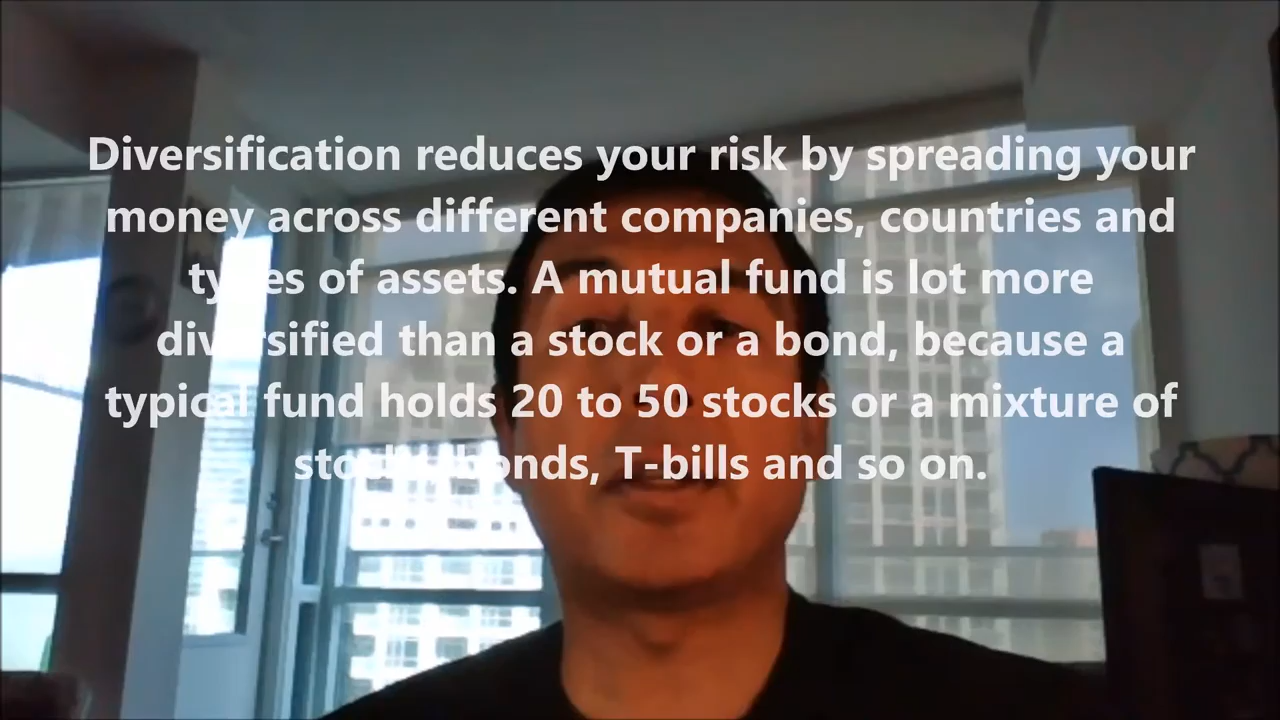 Diversification reduces your risk by spreading your
money across different companies, countries and
types of assets. A mutual fund is lot more
diversified than a stock or a bond, because a
typical fund holds 20 to 50 stocks or a mixture of
stocks, bonds, T-bills and so on.